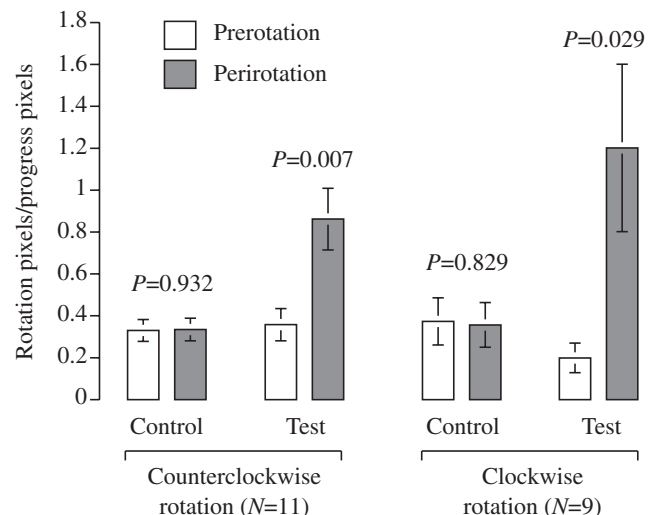 Rotation pixels/progress pixels
1.8
1.6
1.4
1.2
1
0.8
0.6
0.4
0.2
0
Prerotation
Perirotation
P=0.932
P=0.007
P=0.829
P=0.029
Control
Test
Control
Test
Counterclockwise
rotation (N=11)
Clockwise
rotation (N=9)